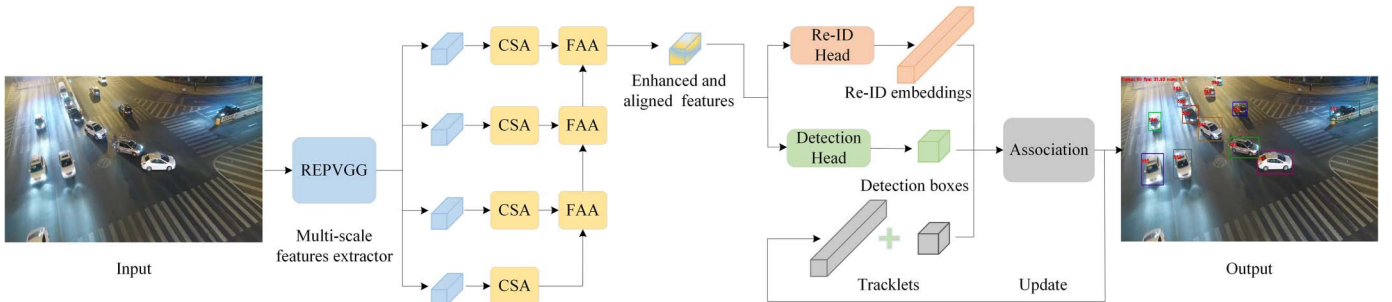 Input
REPVGG
Multi-scale
features extractor
CSA
FAA
CSA
FAA
CSA
FAA
CSA
Enhanced and
aligned features
Re-ID
Head
Re-ID embeddings
Detection
Head
Detection boxes
Tracklets
Association
Update
Output